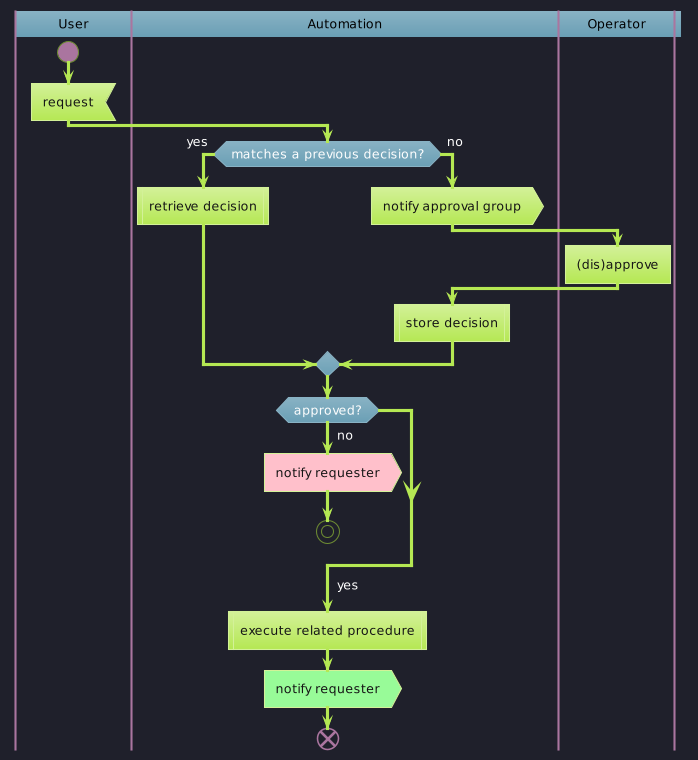 User
Automation
Operator
request
yes
matches a previous decision?
no
retrieve decision
notify approval group
(dis)approve
store decision
approved?
no
notify requester
yes
execute related procedure
notify requester